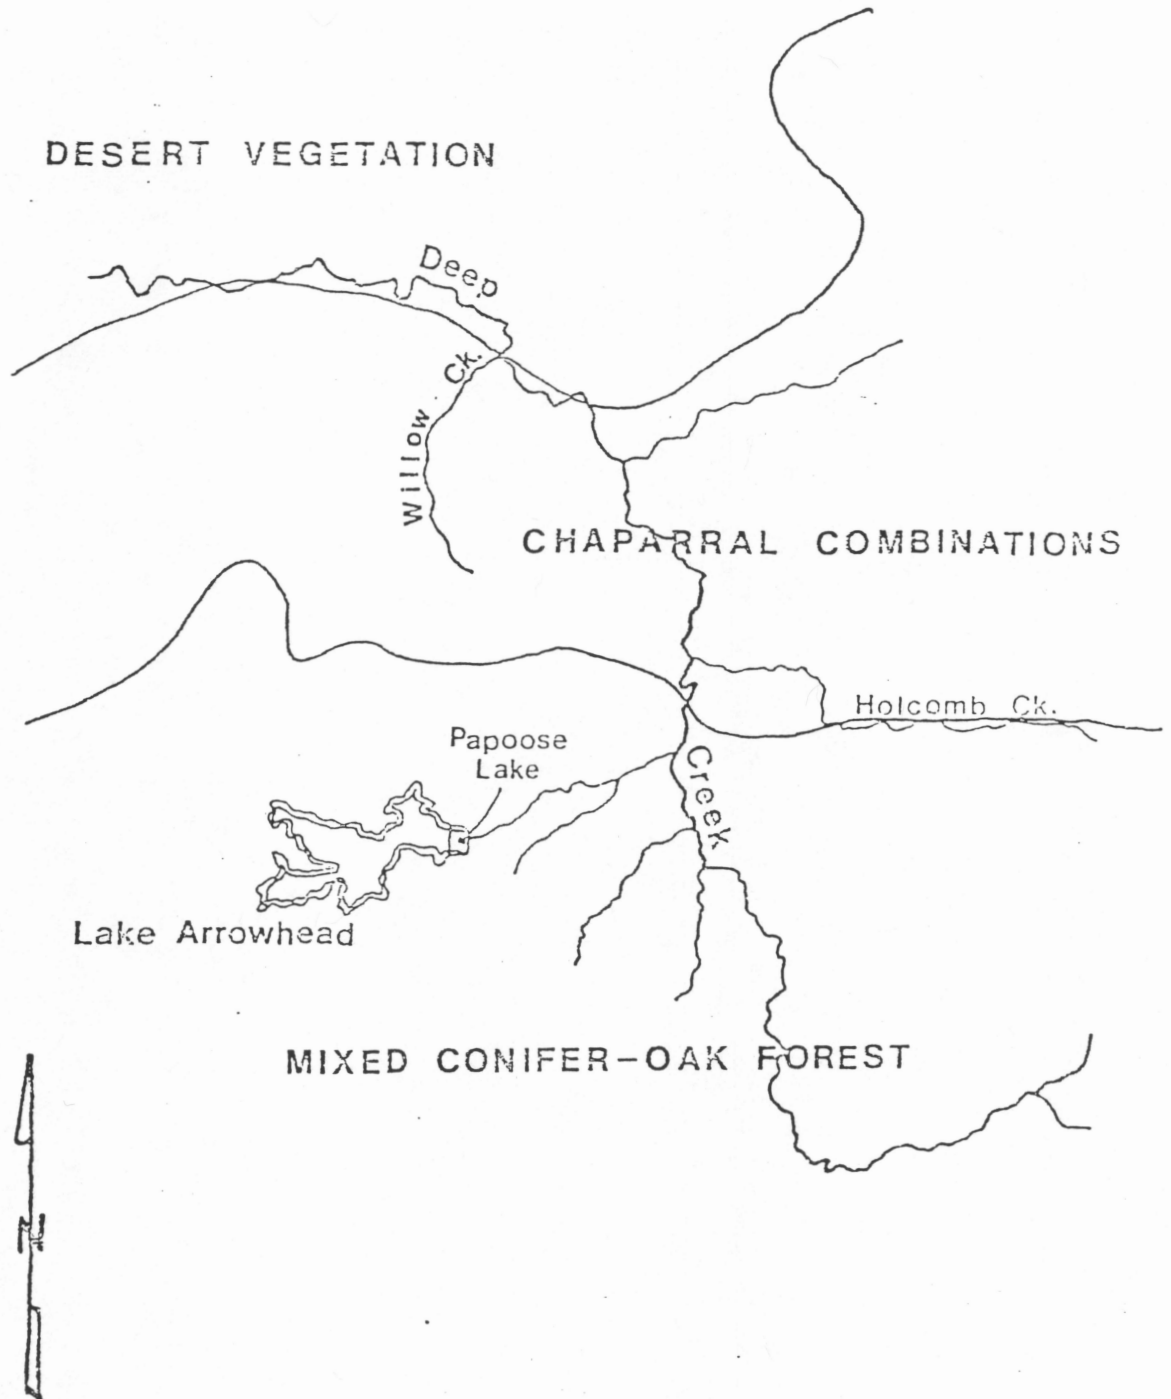 DESERT VEGETATION
Deep
Willow Ck.
CHAPARRAL COMBINATIONS
Holcomb Ck.
Papoose
Lake
Creek
Lake Arrowhead
MIXED CONIFER-OAK FOREST
N